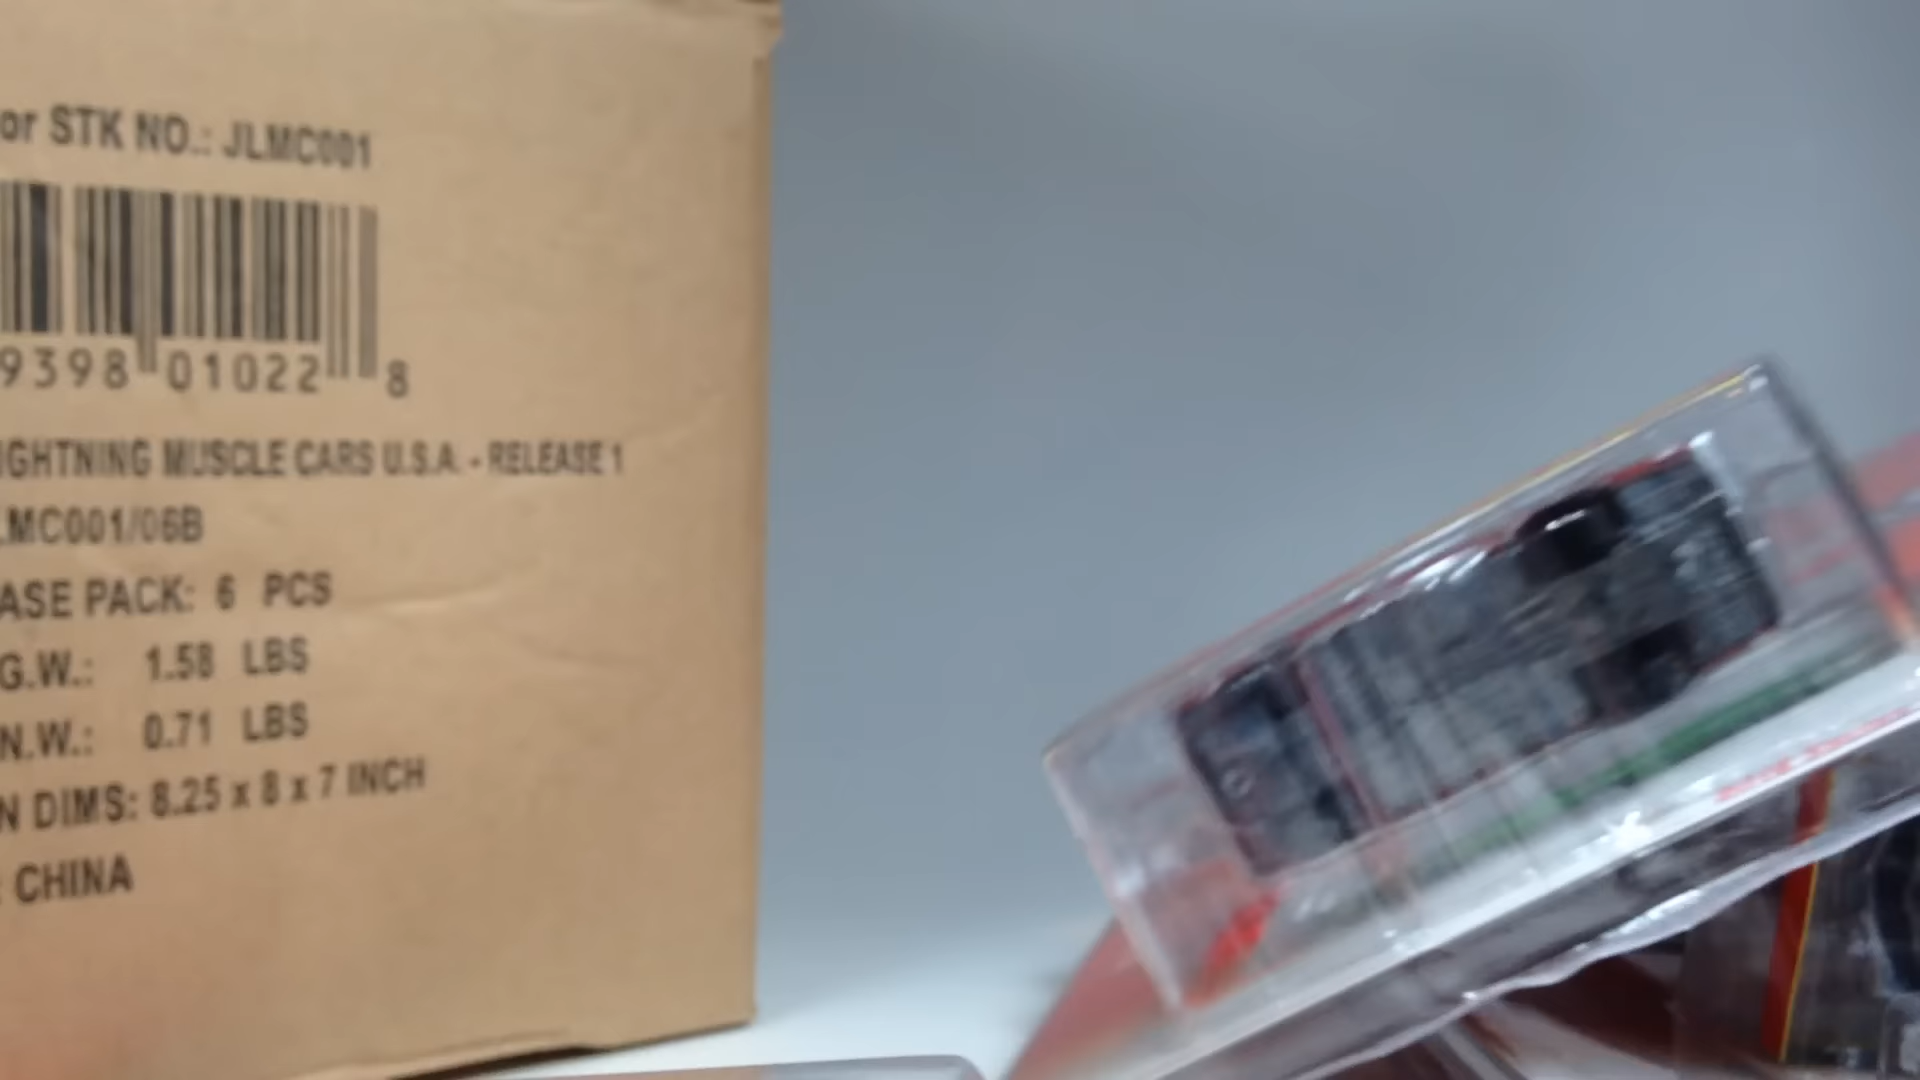 or STK NO.: JLMC001
9398 01022 8
IGHTNING MUSCLE CARS U.S.A. - RELEASE 1
LMC001/06B
ASE PACK: 6 PCS
G.W.: 1.58 LBS
N.W.: 0.71 LBS
N DIMS: 8.25 x 8 x 7 INCH
: CHINA